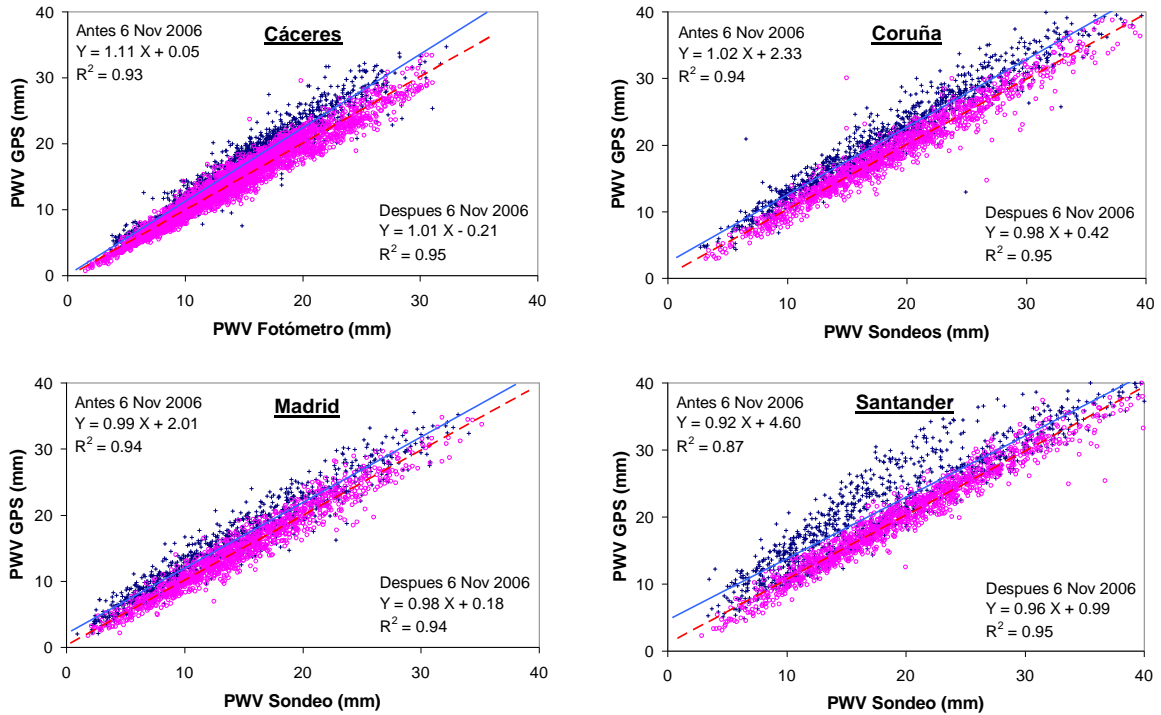 Cáceres
Antes 6 Nov 2006
Y = 1.11 X + 0.05
R² = 0.93
Despues 6 Nov 2006
Y = 1.01 X - 0.21
R² = 0.95
PWV GPS (mm)
40
30
20
10
0
0 10 20 30 40
PWV Fotómetro (mm)
Coruña
Antes 6 Nov 2006
Y = 1.02 X + 2.33
R² = 0.94
Despues 6 Nov 2006
Y = 0.98 X + 0.42
R² = 0.95
PWV GPS (mm)
40
30
20
10
0
0 10 20 30 40
PWV Sondeos (mm)
Madrid
Antes 6 Nov 2006
Y = 0.99 X + 2.01
R² = 0.94
Despues 6 Nov 2006
Y = 0.98 X + 0.18
R² = 0.94
PWV GPS (mm)
40
30
20
10
0
0 10 20 30 40
PWV Sondeo (mm)
Santander
Antes 6 Nov 2006
Y = 0.92 X + 4.60
R² = 0.87
Despues 6 Nov 2006
Y = 0.96 X + 0.99
R² = 0.95
PWV GPS (mm)
40
30
20
10
0
0 10 20 30 40
PWV Sondeo (mm)